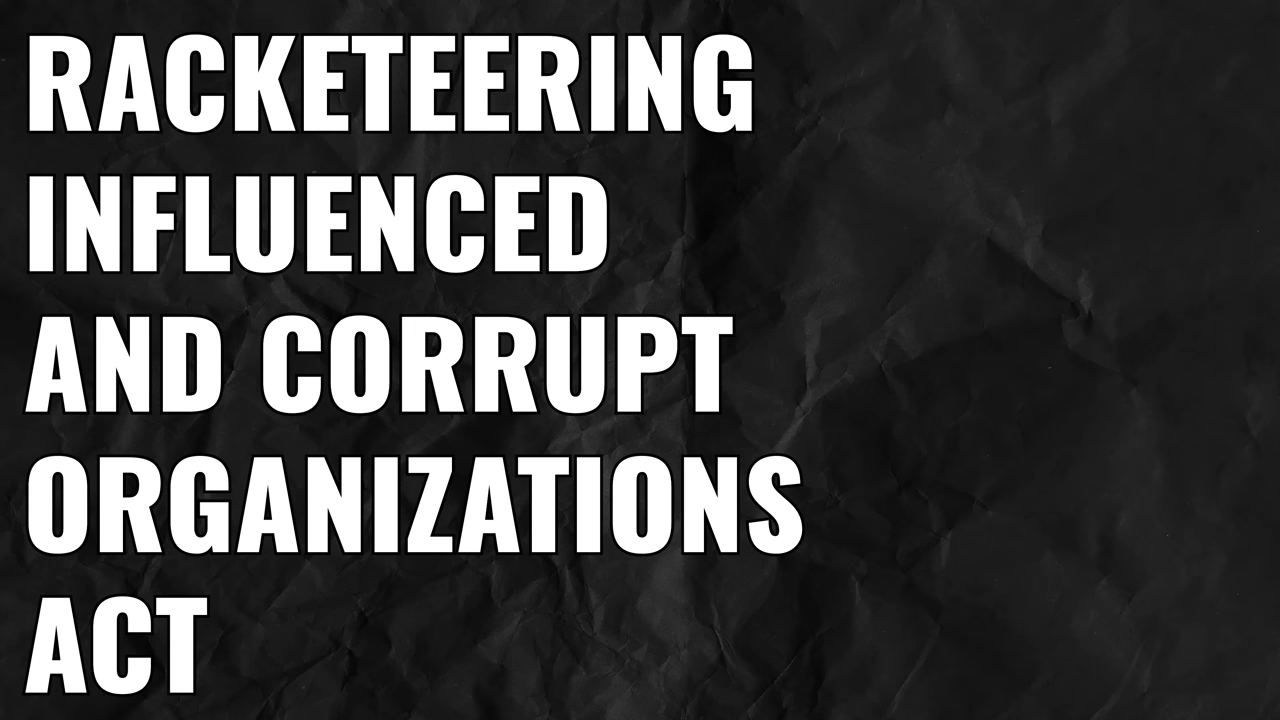 RACKETEERING
INFLUENCED
AND CORRUPT
ORGANIZATIONS
ACT